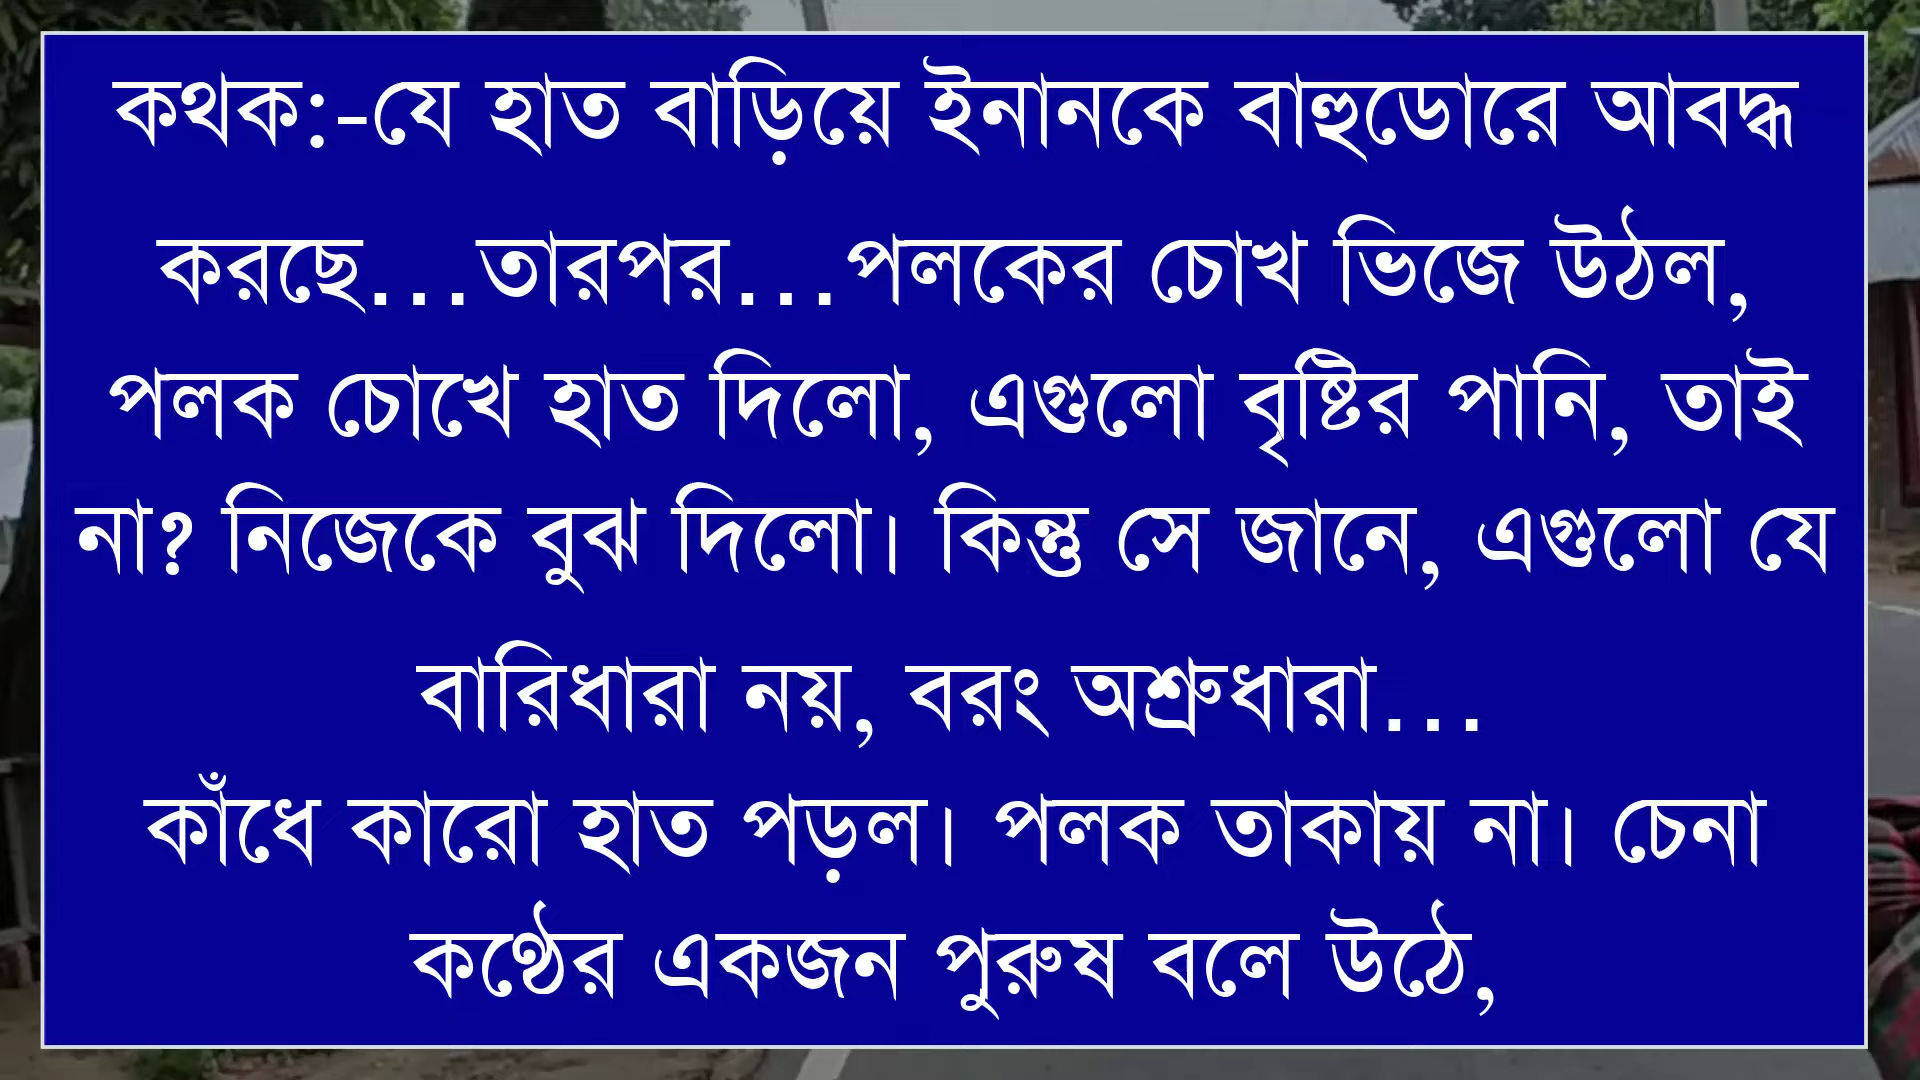 কথক:-যে হাত বাড়িয়ে ইনানকে বাহুডোরে আবদ্ধ
করছে...তারপর...পলকের চোখ ভিজে উঠল,
পলক চোখে হাত দিলো, এগুলো বৃষ্টির পানি, তাই
না? নিজেকে বুঝ দিলো। কিন্তু সে জানে, এগুলো যে
বারিধারা নয়, বরং অশ্রুধারা...
কাঁধে কারো হাত পড়ল। পলক তাকায় না। চেনা
কণ্ঠের একজন পুরুষ বলে উঠে,